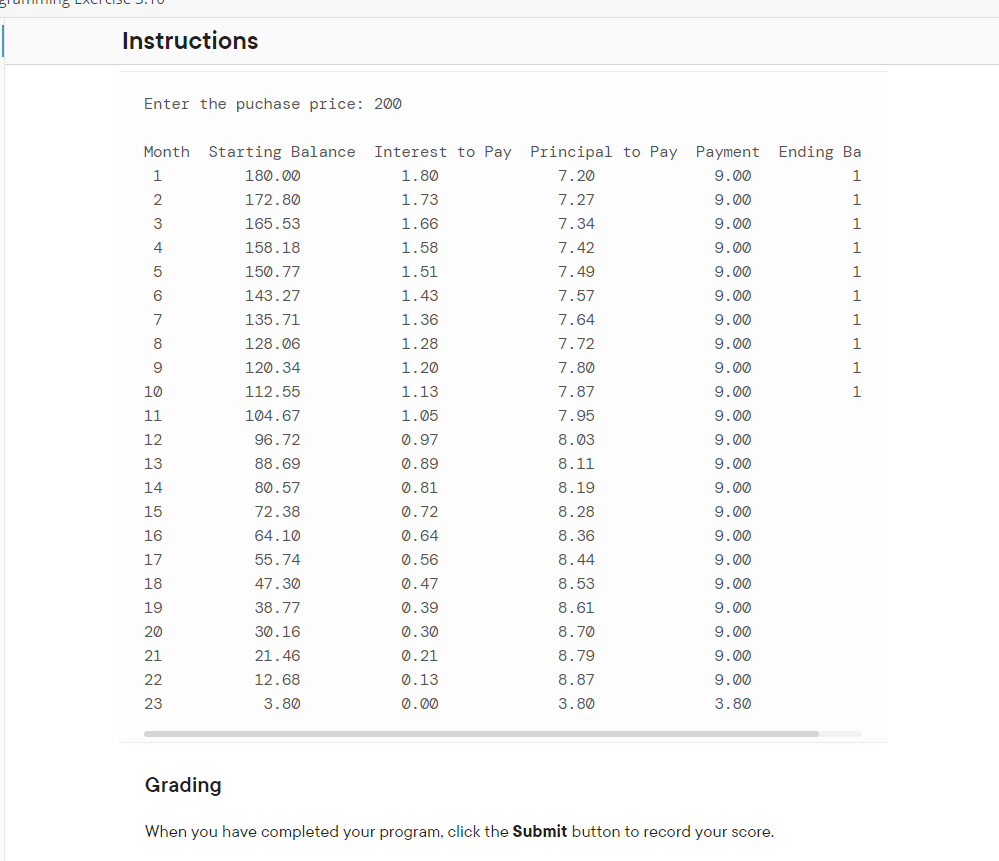 Programming Exercise 3.10
Instructions
Enter the puchase price: 200
Month Starting Balance Interest to Pay Principal to Pay Payment Ending Ba
1 180.00 1.80 7.20 9.00 1
2 172.80 1.73 7.27 9.00 1
3 165.53 1.66 7.34 9.00 1
4 158.18 1.58 7.42 9.00 1
5 150.77 1.51 7.49 9.00 1
6 143.27 1.43 7.57 9.00 1
7 135.71 1.36 7.64 9.00 1
8 128.06 1.28 7.72 9.00 1
9 120.34 1.20 7.80 9.00 1
10 112.55 1.13 7.87 9.00 1
11 104.67 1.05 7.95 9.00
12 96.72 0.97 8.03 9.00
13 88.69 0.89 8.11 9.00
14 80.57 0.81 8.19 9.00
15 72.38 0.72 8.28 9.00
16 64.10 0.64 8.36 9.00
17 55.74 0.56 8.44 9.00
18 47.30 0.47 8.53 9.00
19 38.77 0.39 8.61 9.00
20 30.16 0.30 8.70 9.00
21 21.46 0.21 8.79 9.00
22 12.68 0.13 8.87 9.00
23 3.80 0.00 3.80 3.80
Grading
When you have completed your program, click the Submit button to record your score.